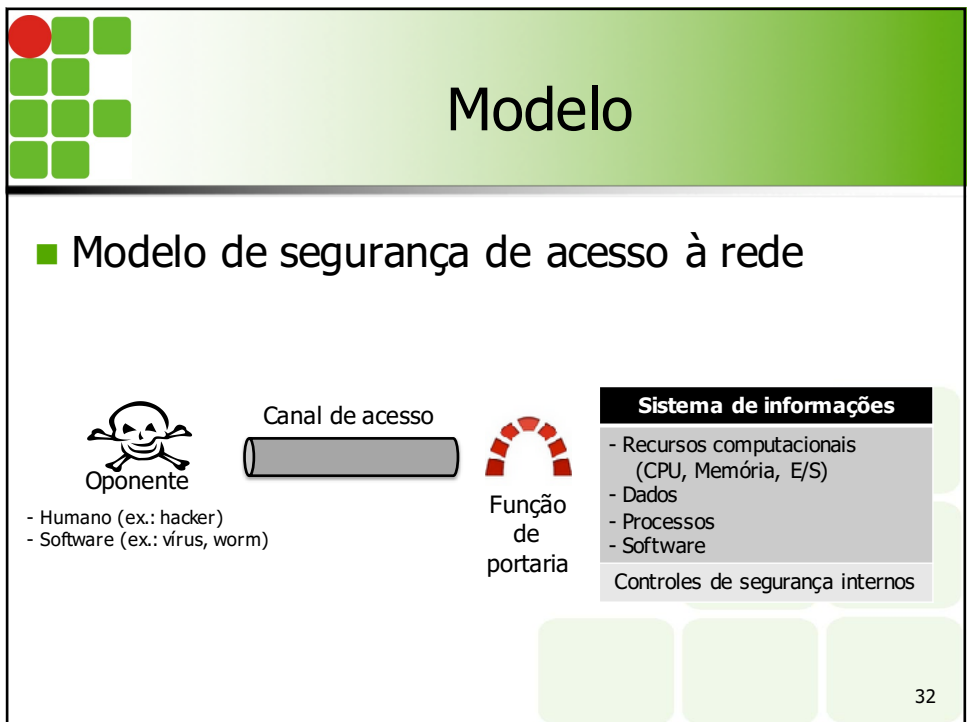 Modelo
■ Modelo de segurança de acesso à rede
Oponente
- Humano (ex.: hacker)
- Software (ex.: vírus, worm)
Canal de acesso
Função
de
portaria
Sistema de informações
- Recursos computacionais
(CPU, Memória, E/S)
- Dados
- Processos
- Software
Controles de segurança internos
32